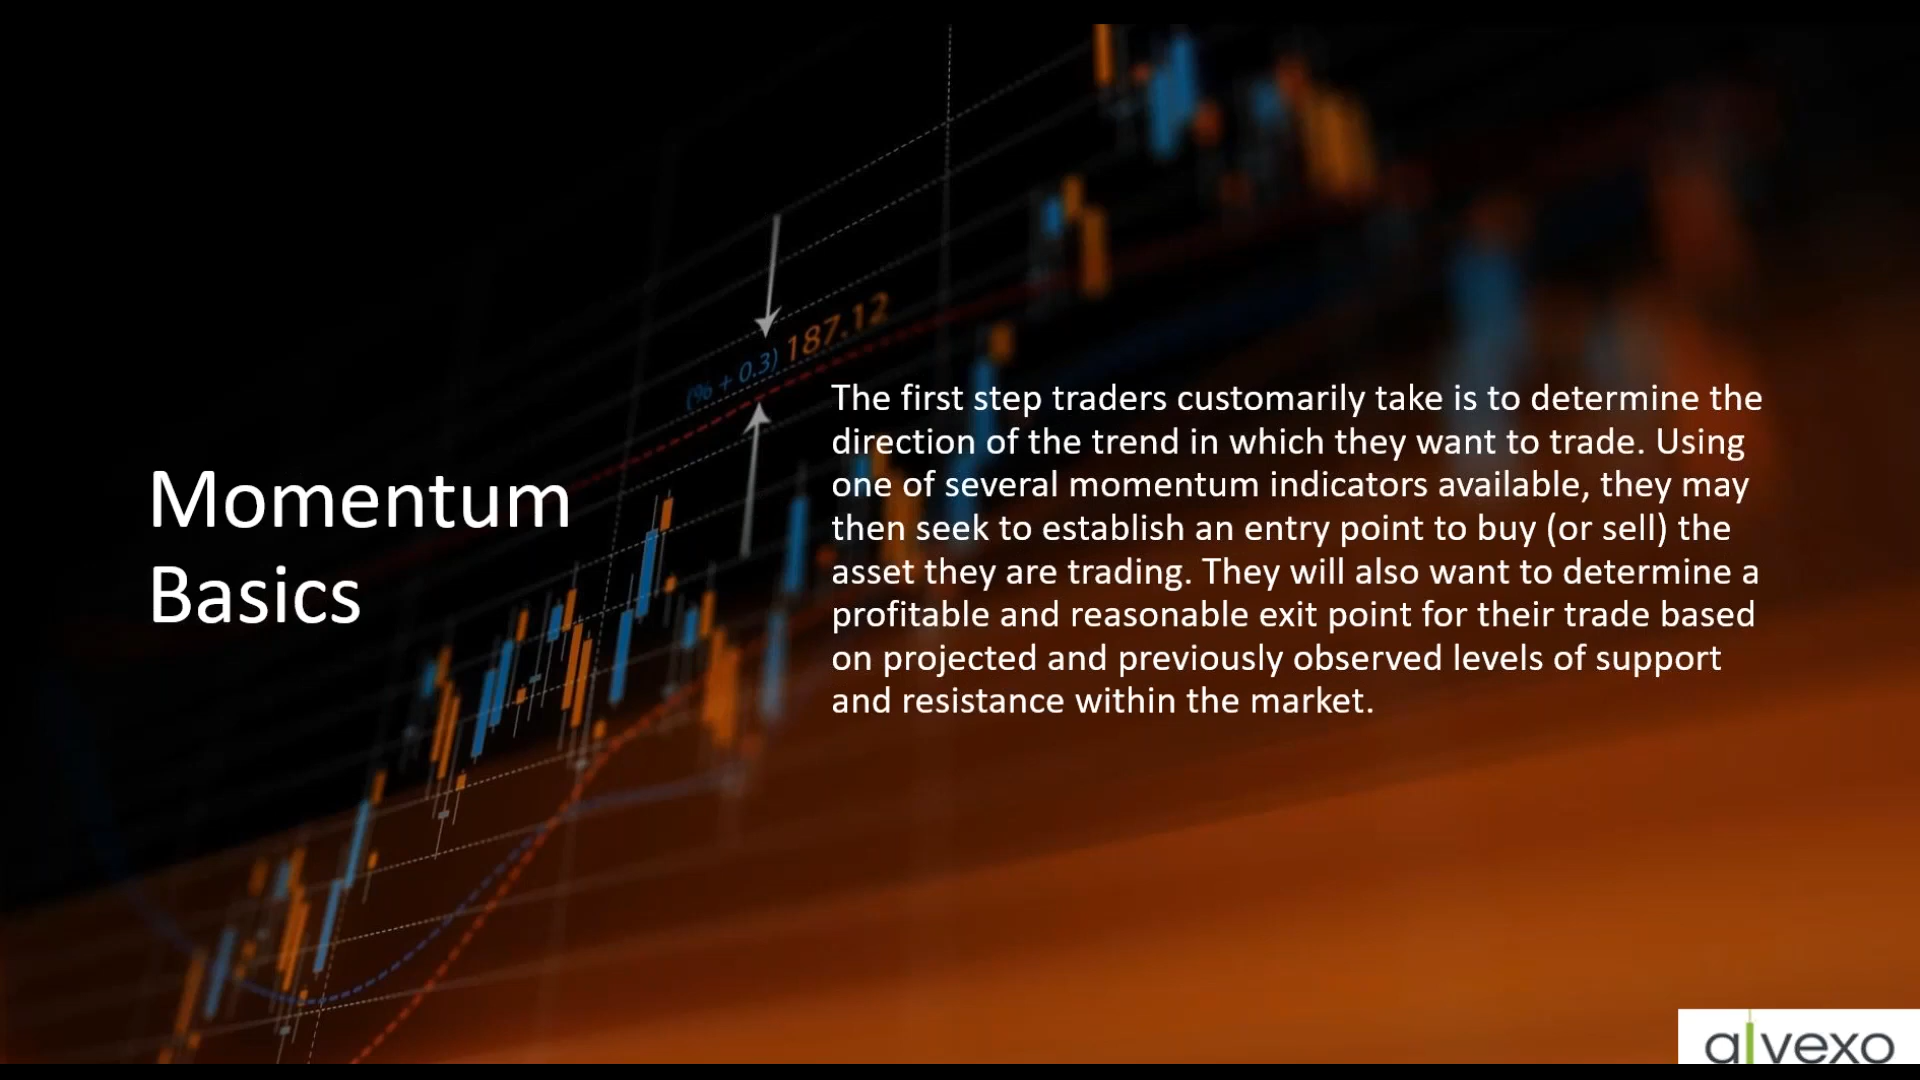 Momentum
Basics
(% + 0.3) 187.12
The first step traders customarily take is to determine the
direction of the trend in which they want to trade. Using
one of several momentum indicators available, they may
then seek to establish an entry point to buy (or sell) the
asset they are trading. They will also want to determine a
profitable and reasonable exit point for their trade based
on projected and previously observed levels of support
and resistance within the market.
alvexo